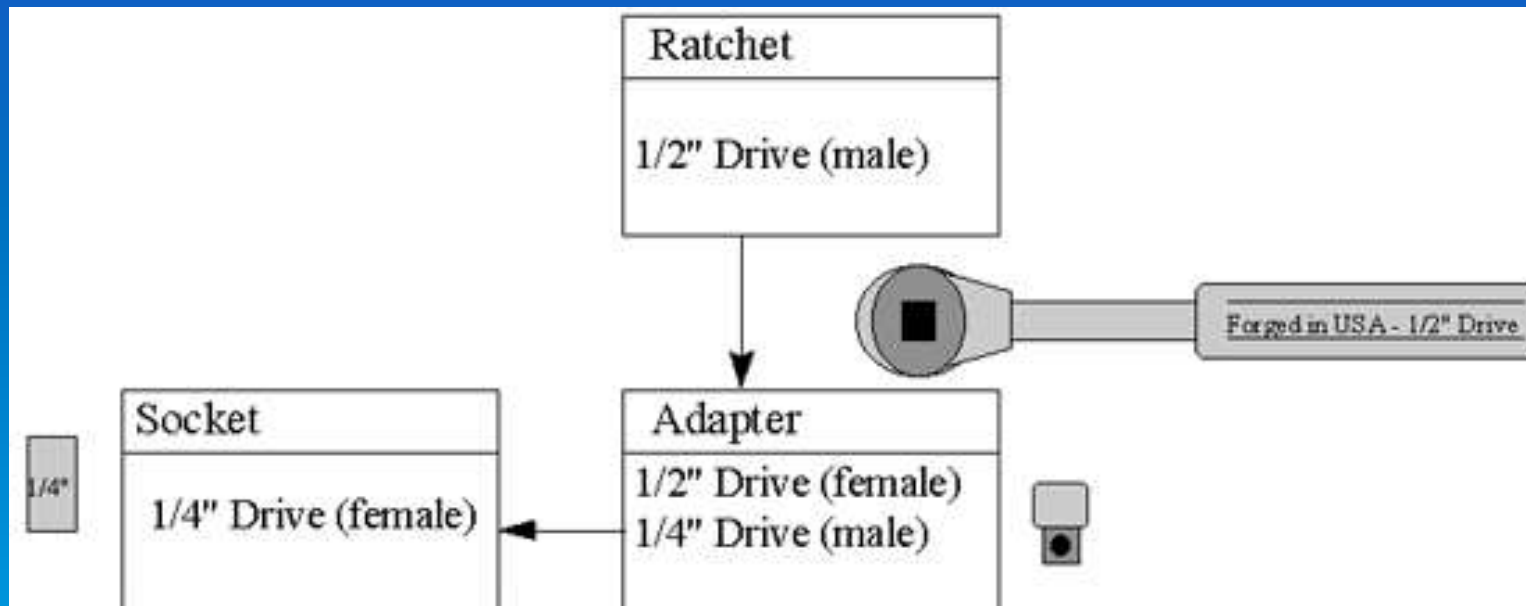 Ratchet
1/2" Drive (male)
Forged in USA - 1/2" Drive
Socket
1/4" Drive (female)
1/4"
Adapter
1/2" Drive (female)
1/4" Drive (male)